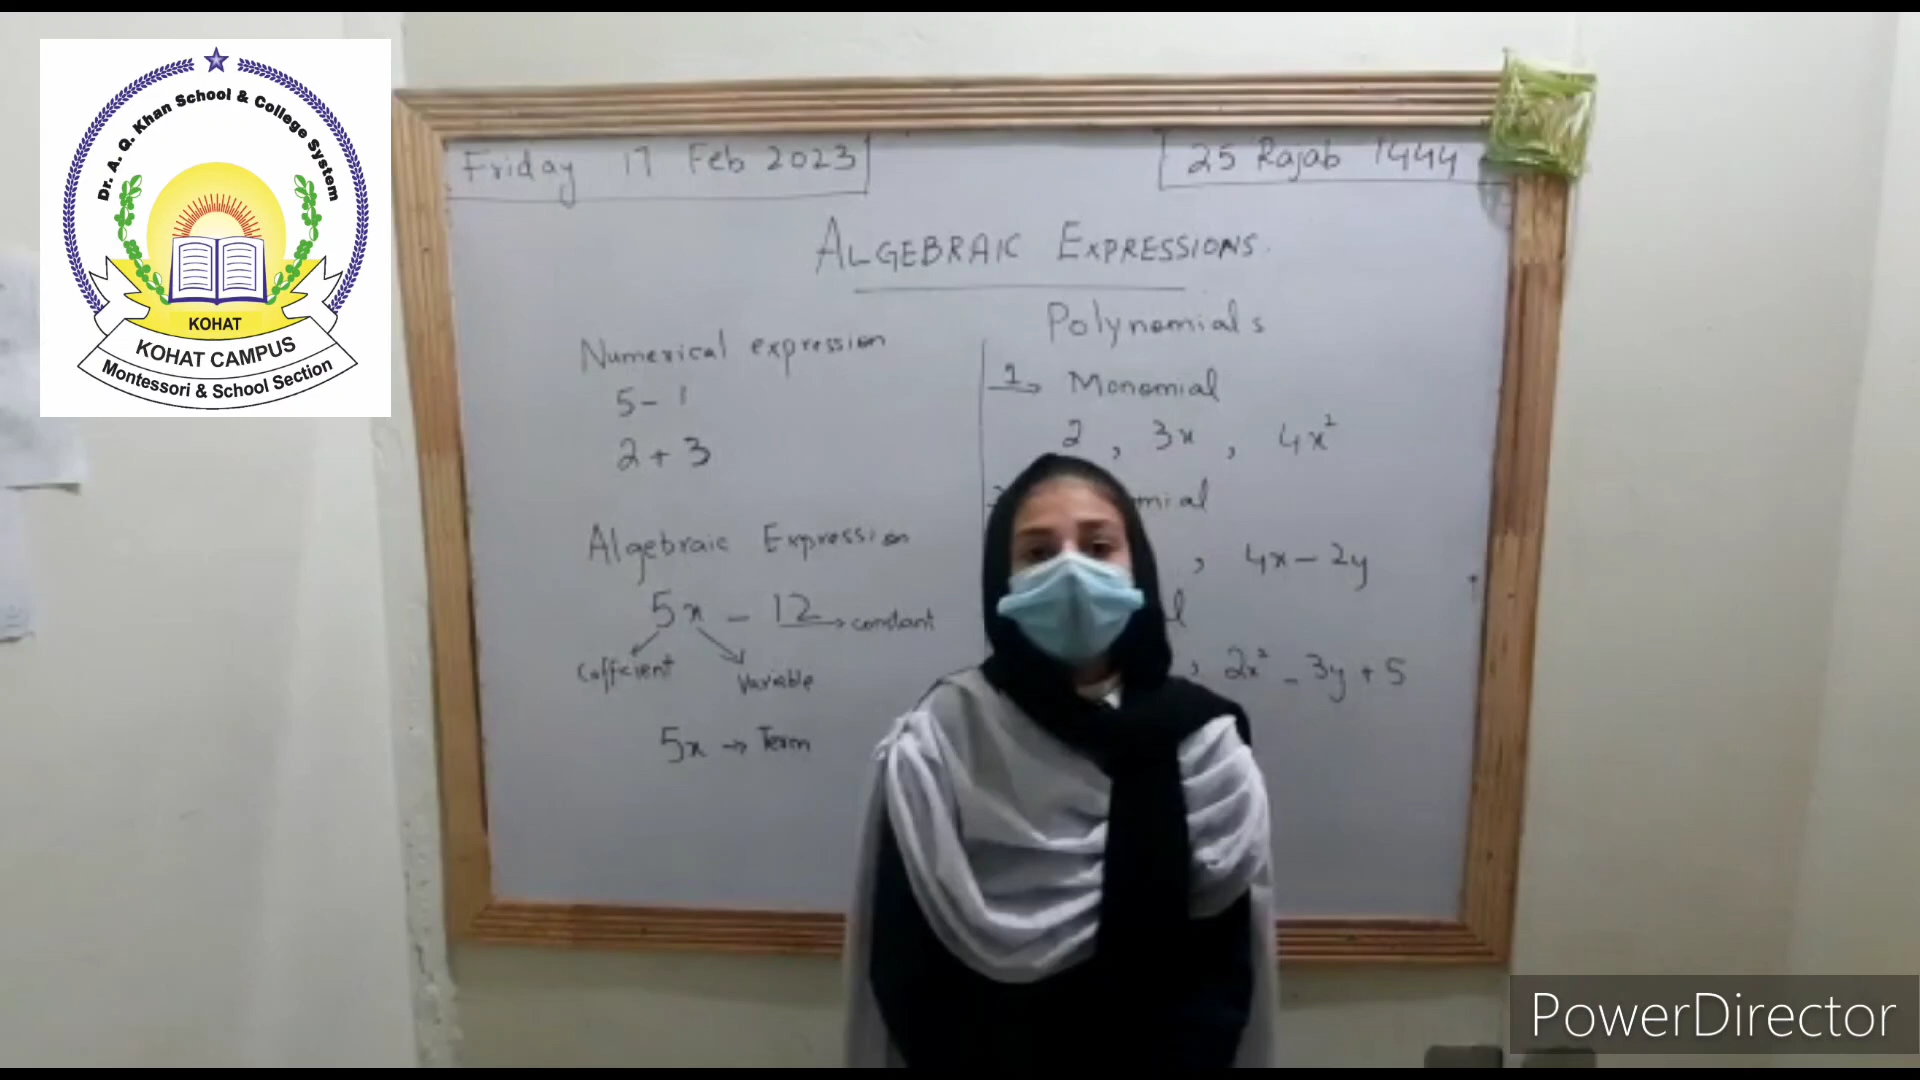 Dr. A. Q. Khan School & College System
KOHAT
KOHAT CAMPUS
Montessori & School Section
Friday 17 Feb 2023
25 Rajab 1444
ALGEBRAIC EXPRESSIONS.
Numerical expression
5 - 1
2 + 3
Algebraic Expression
5x - 12 → constant
Cofficient
Variable
5x → Term
Polynomials
1 → Monomial
2 , 3x , 4x²
mial
, 4x - 2y
l
, 2x² - 3y + 5
PowerDirector